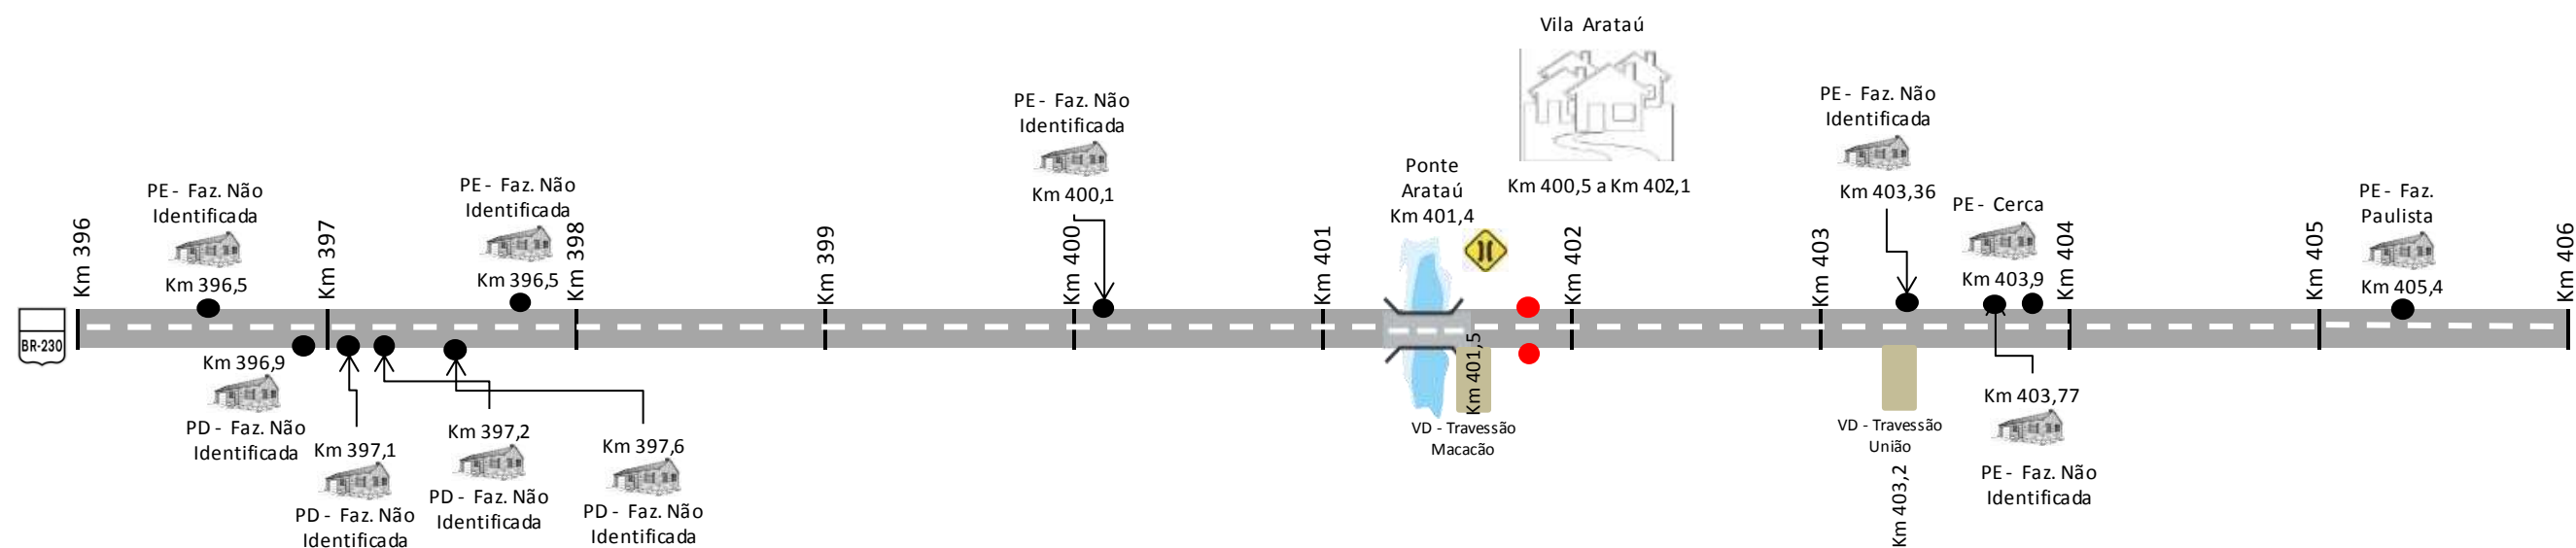 BR-230
Km 396
PE - Faz. Não
Identificada
Km 396,5
Km 396,9
PD - Faz. Não
Identificada
Km 397
Km 397,1
PD - Faz. Não
Identificada
Km 397,2
PD - Faz. Não
Identificada
PE - Faz. Não
Identificada
Km 396,5
Km 397,6
PD - Faz. Não
Identificada
Km 398
Km 399
Km 400
PE - Faz. Não
Identificada
Km 400,1
Km 401
Ponte
Arataú
Km 401,4
Km 401,5
VD - Travessão
Macacão
Vila Arataú
Km 400,5 a Km 402,1
Km 402
Km 403
PE - Faz. Não
Identificada
Km 403,36
VD - Travessão
União
Km 403,2
PE - Cerca
Km 403,9
Km 403,77
PE - Faz. Não
Identificada
Km 404
Km 405
PE - Faz.
Paulista
Km 405,4
Km 406